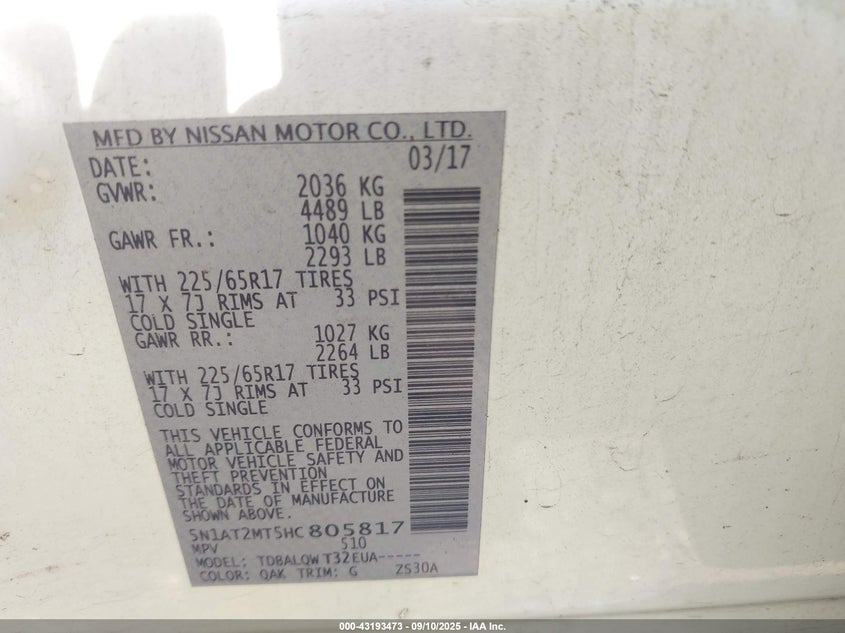 MFD BY NISSAN MOTOR CO., LTD.
DATE: 03/17
GVWR: 2036 KG
4489 LB
GAWR FR.: 1040 KG
2293 LB
WITH 225/65R17 TIRES
17 X 7J RIMS AT 33 PSI
COLD SINGLE
GAWR RR.: 1027 KG
2264 LB
WITH 225/65R17 TIRES
17 X 7J RIMS AT 33 PSI
COLD SINGLE
THIS VEHICLE CONFORMS TO
ALL APPLICABLE FEDERAL
MOTOR VEHICLE SAFETY AND
THEFT PREVENTION
STANDARDS IN EFFECT ON
THE DATE OF MANUFACTURE
SHOWN ABOVE.
5N1AT2MT5HC805817
MPV 510
MODEL: TDBALQWT32EUA-----
COLOR: QAK TRIM: G ZS30A
000-43193473 - 09/10/2025 - IAA Inc.